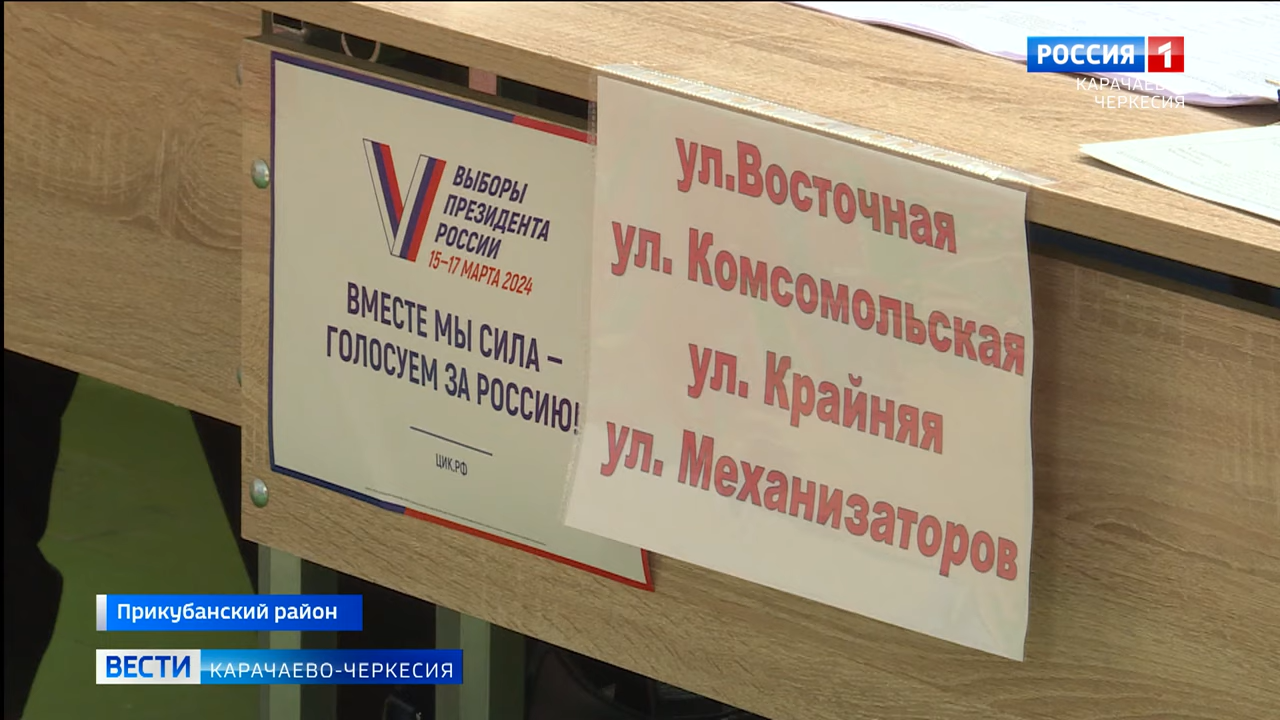 РОССИЯ 1
КАРАЧАЕВО
ЧЕРКЕСИЯ
ВЫБОРЫ
ПРЕЗИДЕНТА
РОССИИ
15–17 МАРТА 2024
ВМЕСТЕ МЫ СИЛА –
ГОЛОСУЕМ ЗА РОССИЮ!
ЦИК.РФ
ул.Восточная
ул. Комсомольская
ул. Крайняя
ул. Механизаторов
Прикубанский район
ВЕСТИ КАРАЧАЕВО-ЧЕРКЕСИЯ